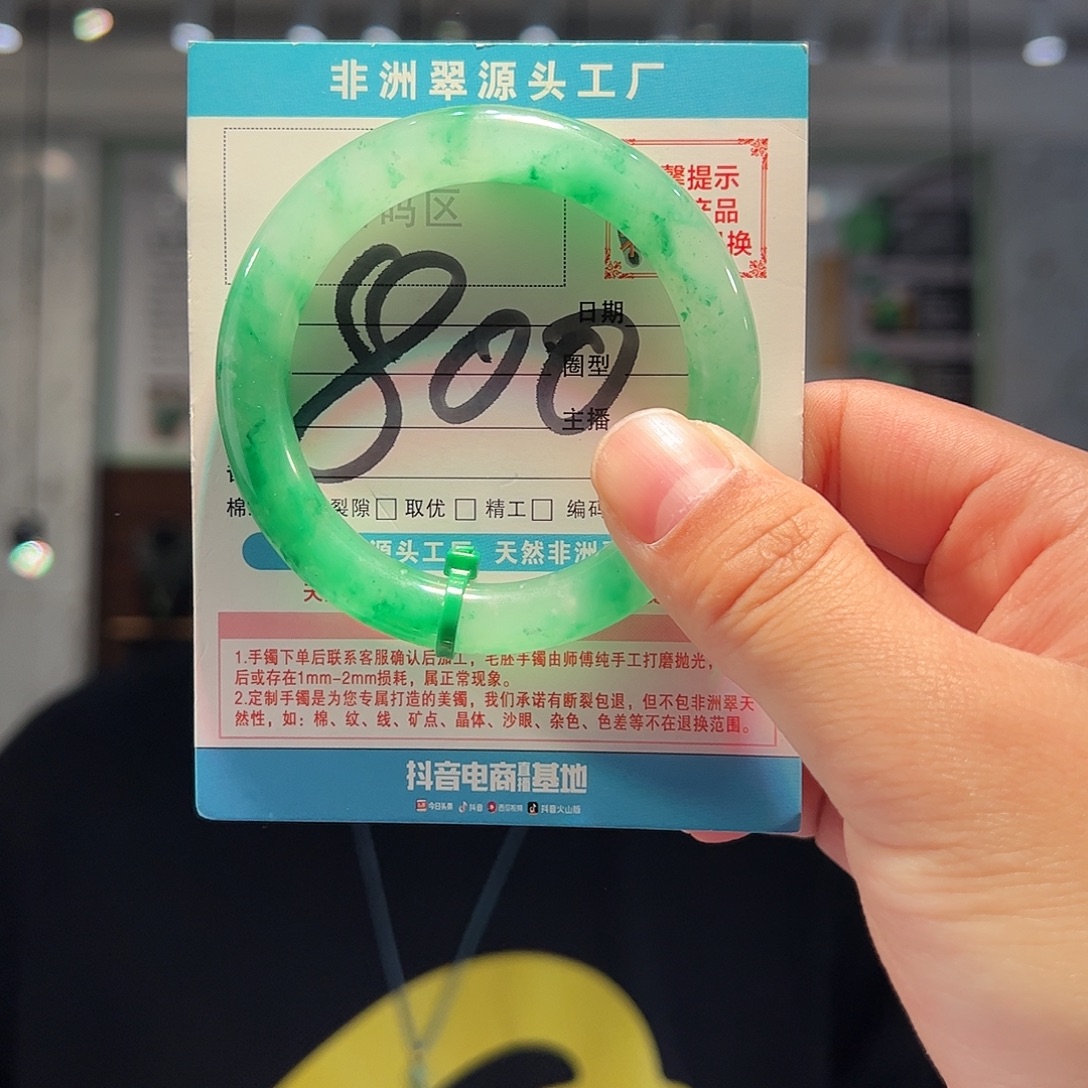 非洲翠源头工厂
码区
馨提示
产品
换
800
日期
圈型
主播
棉
裂隙□ 取优□ 精工□ 编码
源头工厂 天然非洲
1.手镯下单后联系客服确认后加工，毛胚手镯由师傅纯手工打磨抛光，
后或存在1mm-2mm损耗，属正常现象。
2.定制手镯是为您专属打造的美镯，我们承诺有断裂包退，但不包非洲翠天
然性，如：棉、纹、线、矿点、晶体、沙眼、杂色、色差等不在退换范围。
抖音电商直播基地
今日头条 抖音 西瓜视频 抖音火山版